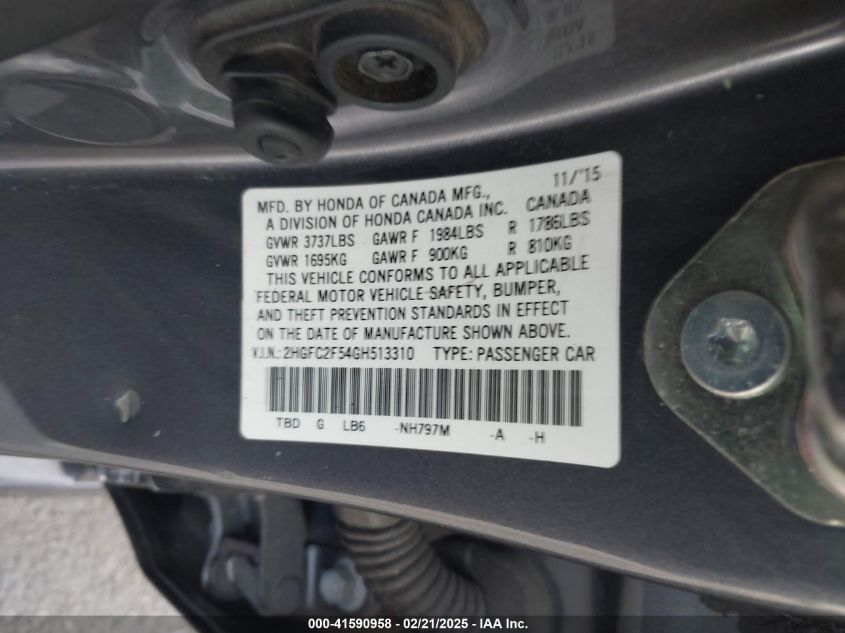 11/'15
MFD. BY HONDA OF CANADA MFG.,
A DIVISION OF HONDA CANADA INC. CANADA
GVWR 3737LBS GAWR F 1984LBS R 1786LBS
GVWR 1695KG GAWR F 900KG R 810KG
THIS VEHICLE CONFORMS TO ALL APPLICABLE
FEDERAL MOTOR VEHICLE SAFETY, BUMPER,
AND THEFT PREVENTION STANDARDS IN EFFECT
ON THE DATE OF MANUFACTURE SHOWN ABOVE.
V.I.N.: 2HGFC2F54GH513310 TYPE: PASSENGER CAR
TBD G LB6 -NH797M -A -H
000-41590958 - 02/21/2025 - IAA Inc.